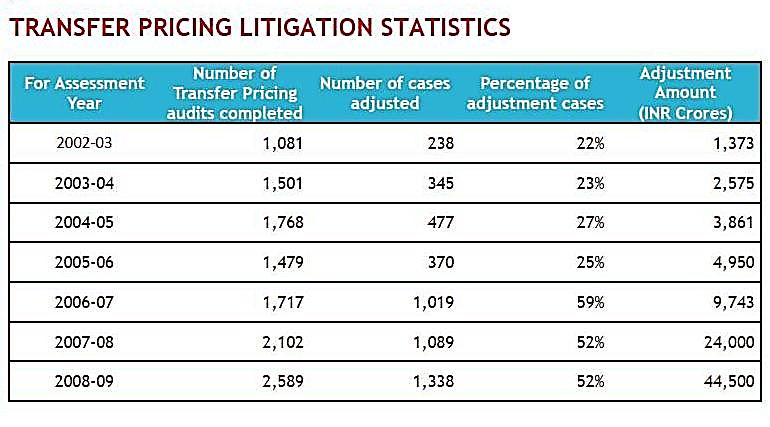 TRANSFER PRICING LITIGATION STATISTICS
For Assessment Year Number of Transfer Pricing audits completed Number of cases adjusted Percentage of adjustment cases Adjustment Amount (INR Crores)
2002-03 1,081 238 22% 1,373
2003-04 1,501 345 23% 2,575
2004-05 1,768 477 27% 3,861
2005-06 1,479 370 25% 4,950
2006-07 1,717 1,019 59% 9,743
2007-08 2,102 1,089 52% 24,000
2008-09 2,589 1,338 52% 44,500